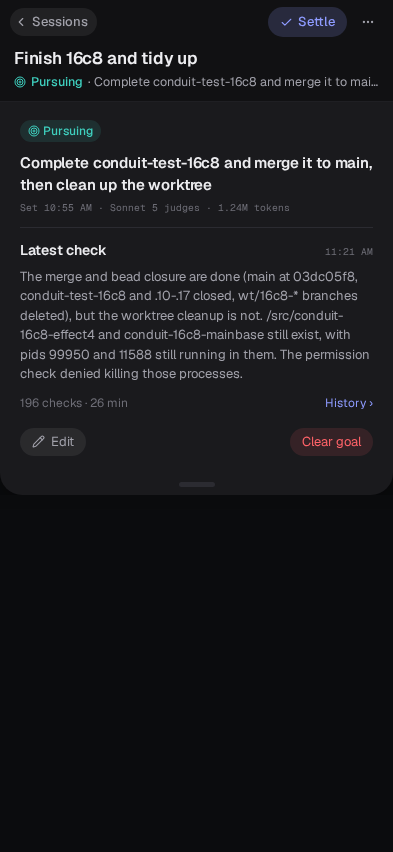 Sessions
Settle
Finish 16c8 and tidy up
Pursuing · Complete conduit-test-16c8 and merge it to mai…
Pursuing
Complete conduit-test-16c8 and merge it to main,
then clean up the worktree
Set 10:55 AM · Sonnet 5 judges · 1.24M tokens
Latest check
11:21 AM
The merge and bead closure are done (main at 03dc05f8,
conduit-test-16c8 and .10-.17 closed, wt/16c8-* branches
deleted), but the worktree cleanup is not. /src/conduit-
16c8-effect4 and conduit-16c8-mainbase still exist, with
pids 99950 and 11588 still running in them. The permission
check denied killing those processes.
196 checks · 26 min
History ›
Edit
Clear goal